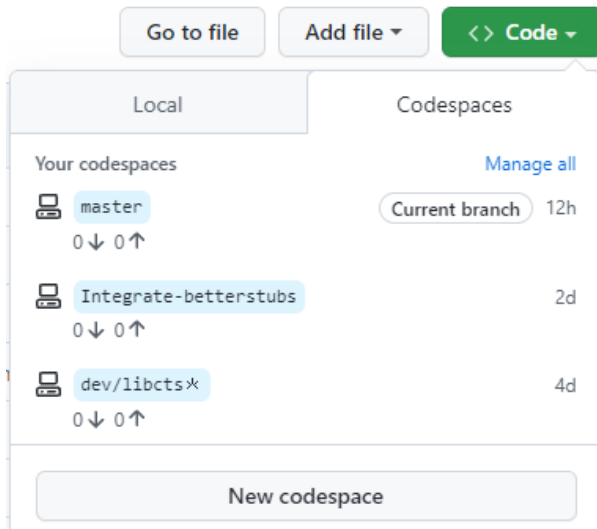 Go to file Add file <> Code
Local Codespaces
Your codespaces Manage all
master Current branch 12h
0↓ 0↑
Integrate-betterstubs 2d
0↓ 0↑
dev/libcts* 4d
0↓ 0↑
New codespace